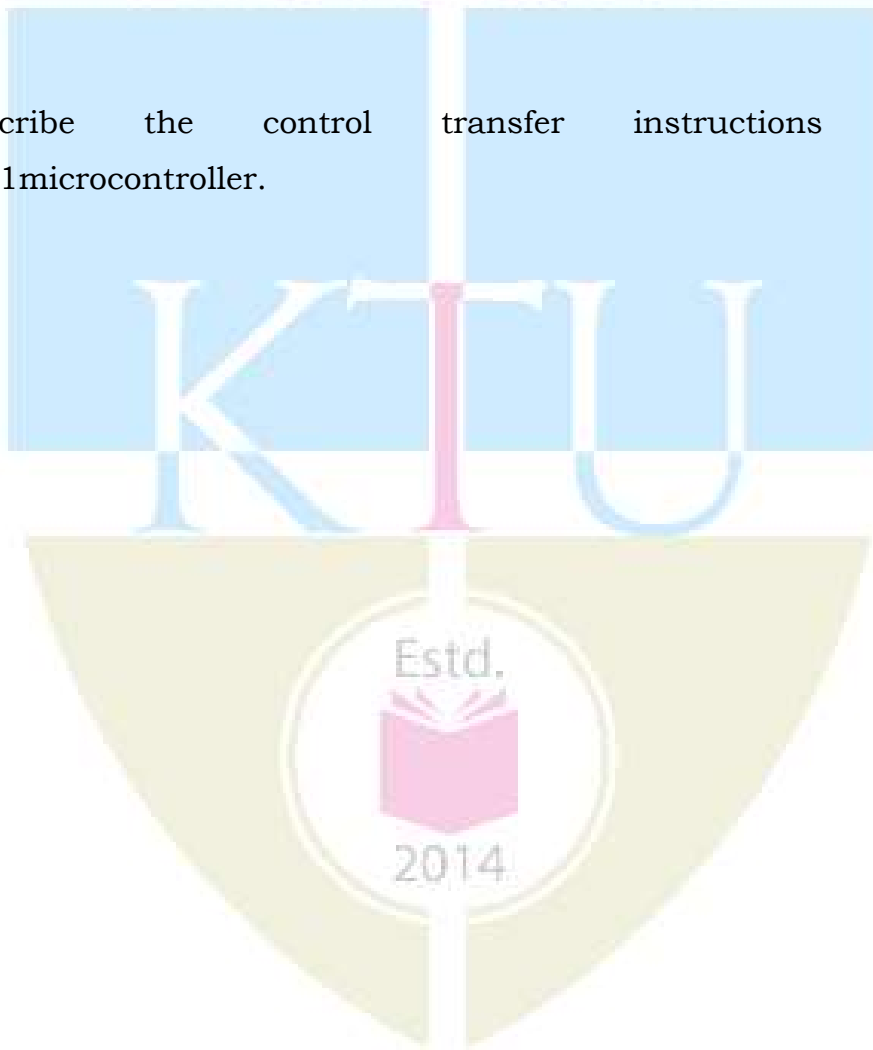 cribe the control transfer instructions
1microcontroller.
KTU
Estd.
2014